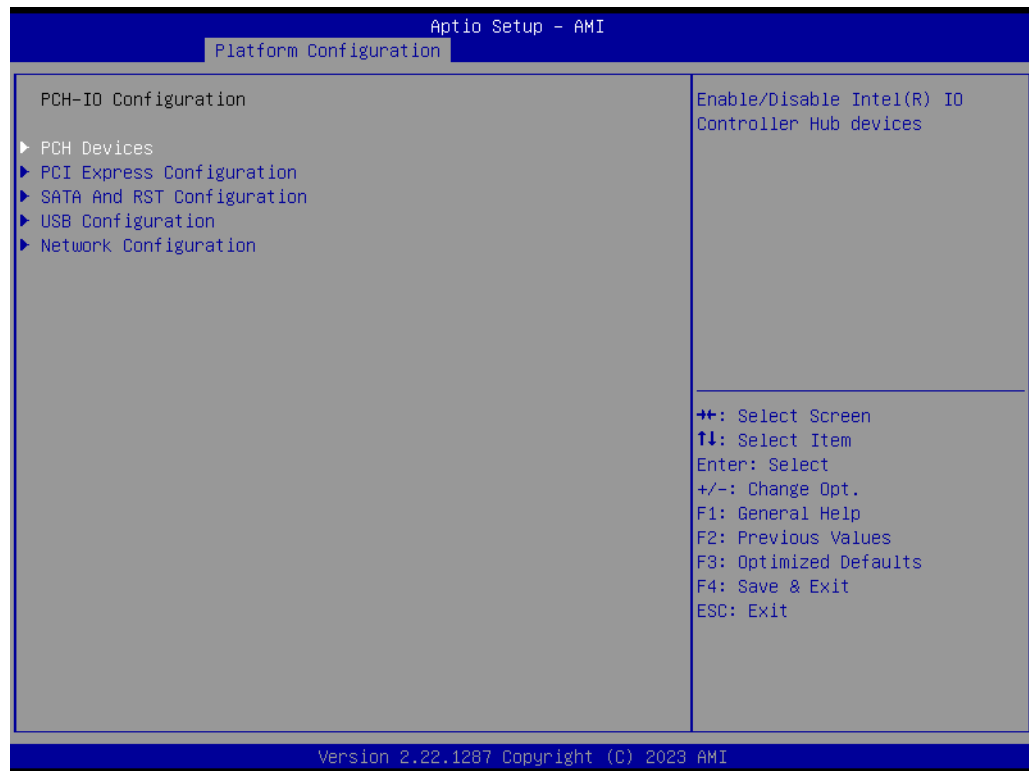 Aptio Setup – AMI
Platform Configuration
PCH-IO Configuration
PCH Devices
PCI Express Configuration
SATA And RST Configuration
USB Configuration
Network Configuration
Enable/Disable Intel(R) IO
Controller Hub devices
→←: Select Screen
↑↓: Select Item
Enter: Select
+/-: Change Opt.
F1: General Help
F2: Previous Values
F3: Optimized Defaults
F4: Save & Exit
ESC: Exit
Version 2.22.1287 Copyright (C) 2023 AMI